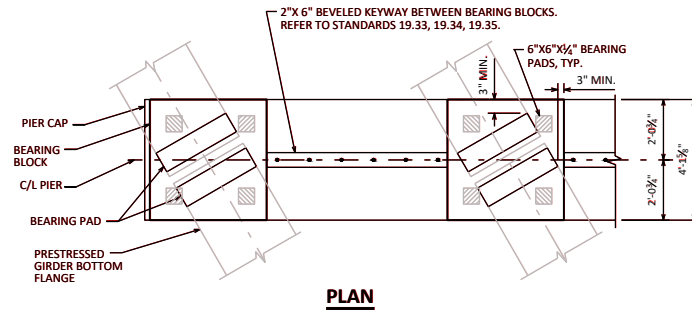 2"X 6" BEVELED KEYWAY BETWEEN BEARING BLOCKS.
REFER TO STANDARDS 19.33, 19.34, 19.35.
6"X6"X¼" BEARING
PADS, TYP.
3" MIN.
3" MIN.
PIER CAP
BEARING
BLOCK
C/L PIER
BEARING PAD
PRESTRESSED
GIRDER BOTTOM
FLANGE
2'-0¾"
2'-0¾"
4'-1⅝"
PLAN